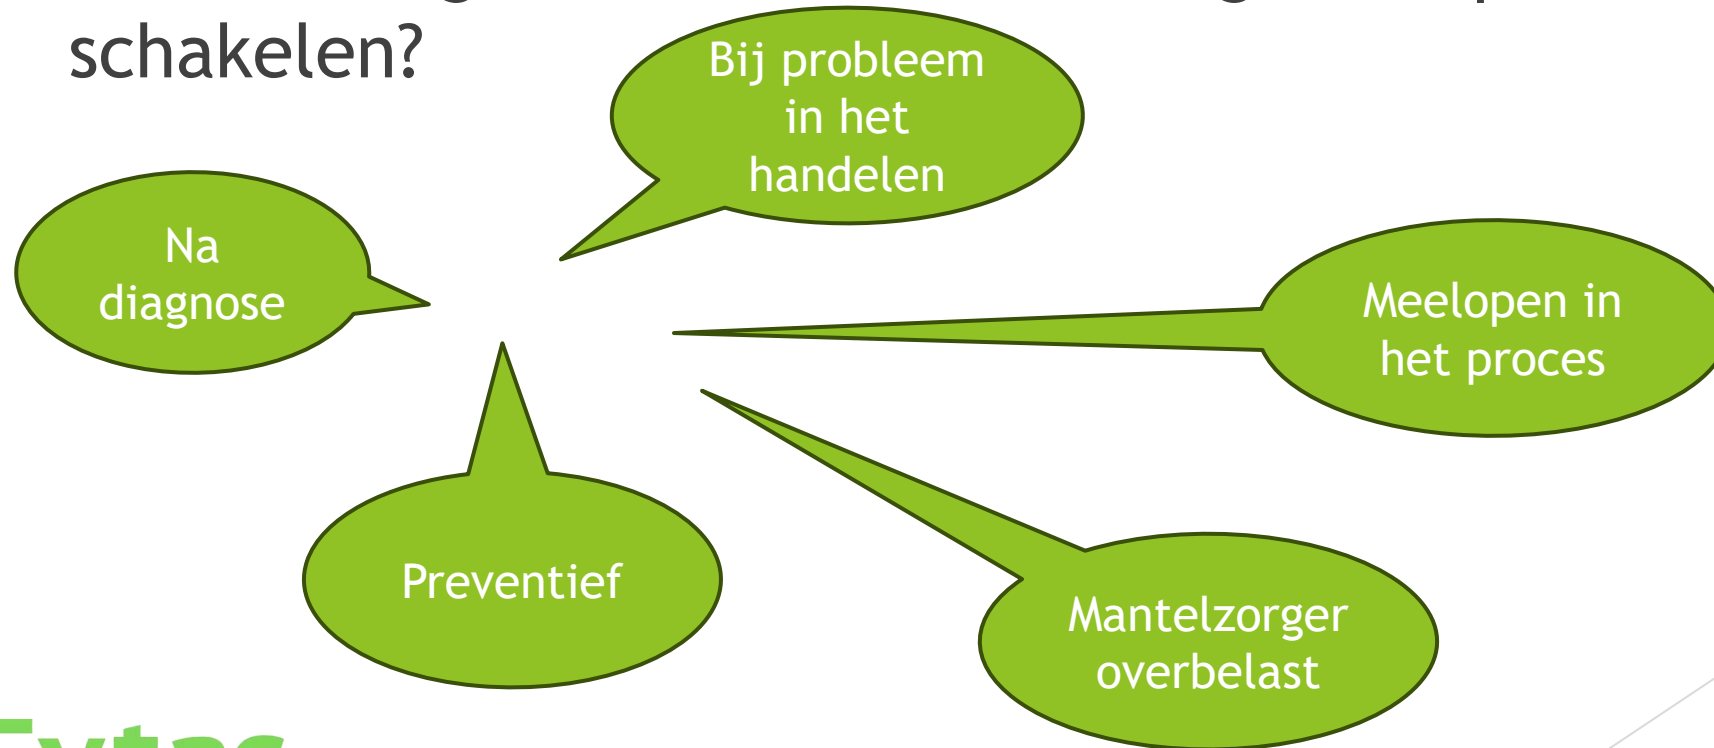 schakelen?
Bij probleem
in het
handelen
Na
diagnose
Meelopen in
het proces
Preventief
Mantelzorger
overbelast